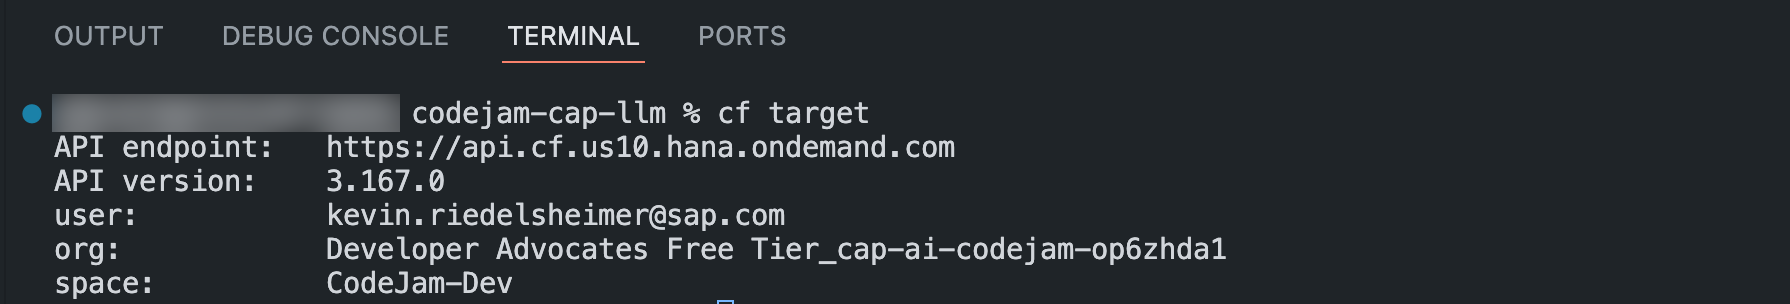 OUTPUT DEBUG CONSOLE TERMINAL PORTS
codejam-cap-llm % cf target
API endpoint: https://api.cf.us10.hana.ondemand.com
API version: 3.167.0
user: kevin.riedelsheimer@sap.com
org: Developer Advocates Free Tier_cap-ai-codejam-op6zhda1
space: CodeJam-Dev